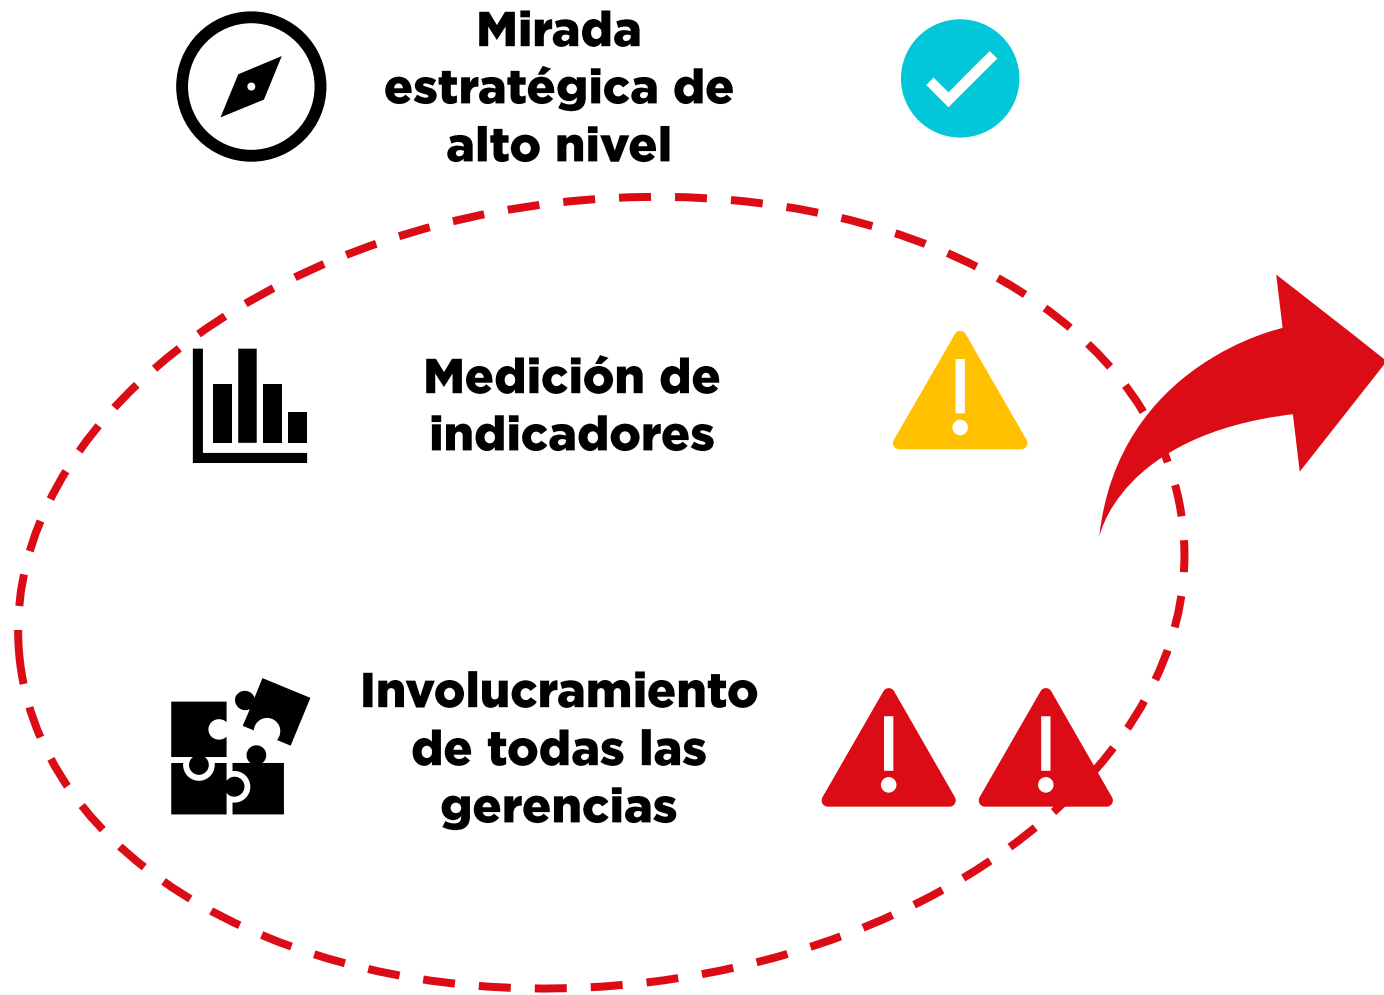 Mirada
estratégica de
alto nivel
Medición de
indicadores
Involucramiento
de todas las
gerencias